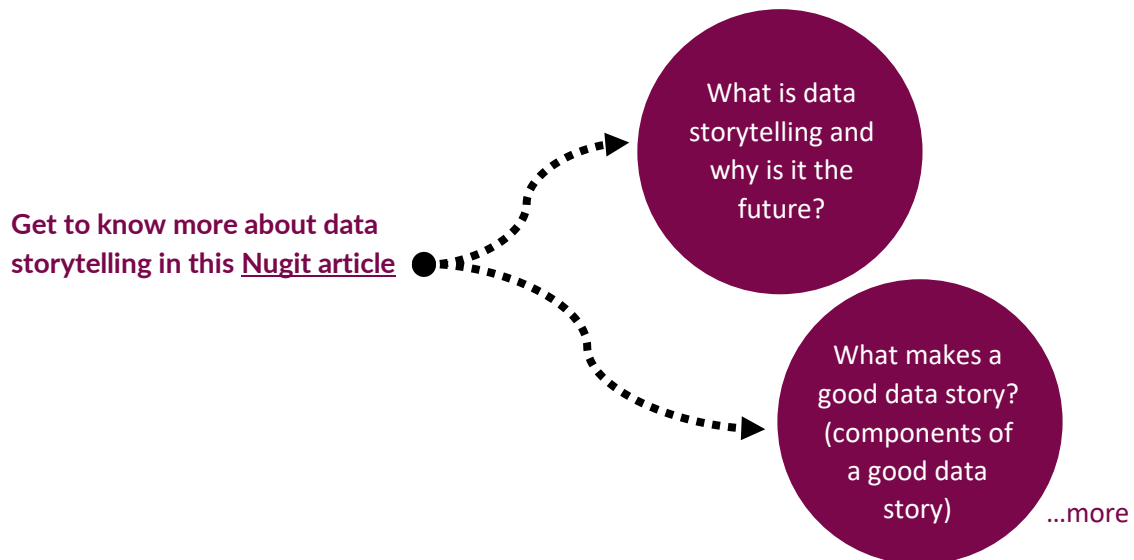 Get to know more about data
storytelling in this Nugit article
What is data
storytelling and
why is it the
future?
What makes a
good data story?
(components of
a good data
story)
...more